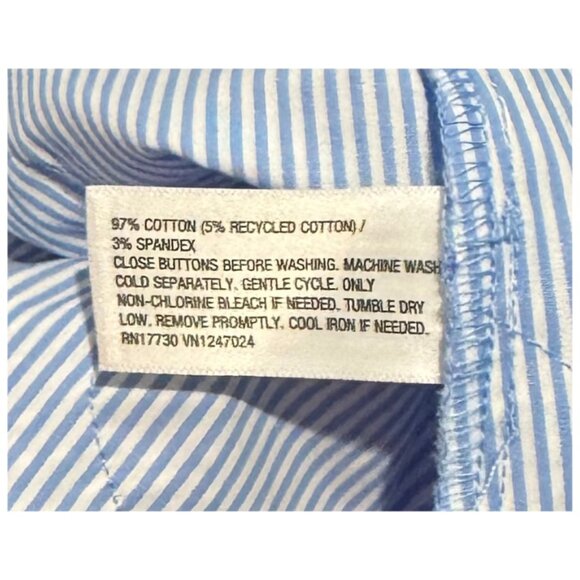 97% COTTON (5% RECYCLED COTTON) /
3% SPANDEX
CLOSE BUTTONS BEFORE WASHING. MACHINE WASH
COLD SEPARATELY. GENTLE CYCLE. ONLY
NON-CHLORINE BLEACH IF NEEDED. TUMBLE DRY
LOW. REMOVE PROMPTLY. COOL IRON IF NEEDED.
RN17730 VN1247024